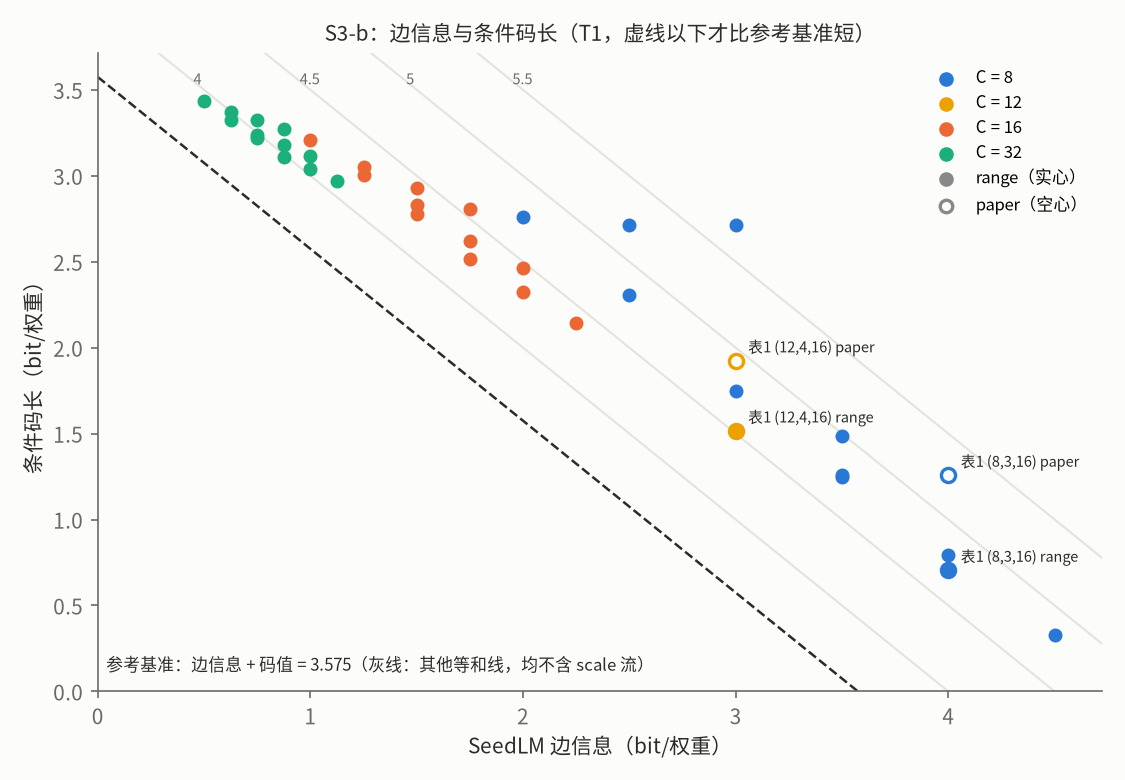 S3-b：边信息与条件码长（T1，虚线以下才比参考基准短）
4
4.5
5
5.5
C = 8
C = 12
C = 16
C = 32
range（实心）
paper（空心）
3.5
3.0
2.5
2.0
1.5
1.0
0.5
0.0
条件码长（bit/权重）
表1 (12,4,16) paper
表1 (12,4,16) range
表1 (8,3,16) paper
表1 (8,3,16) range
参考基准：边信息 + 码值 = 3.575（灰线：其他等和线，均不含 scale 流）
0
1
2
3
4
SeedLM 边信息（bit/权重）